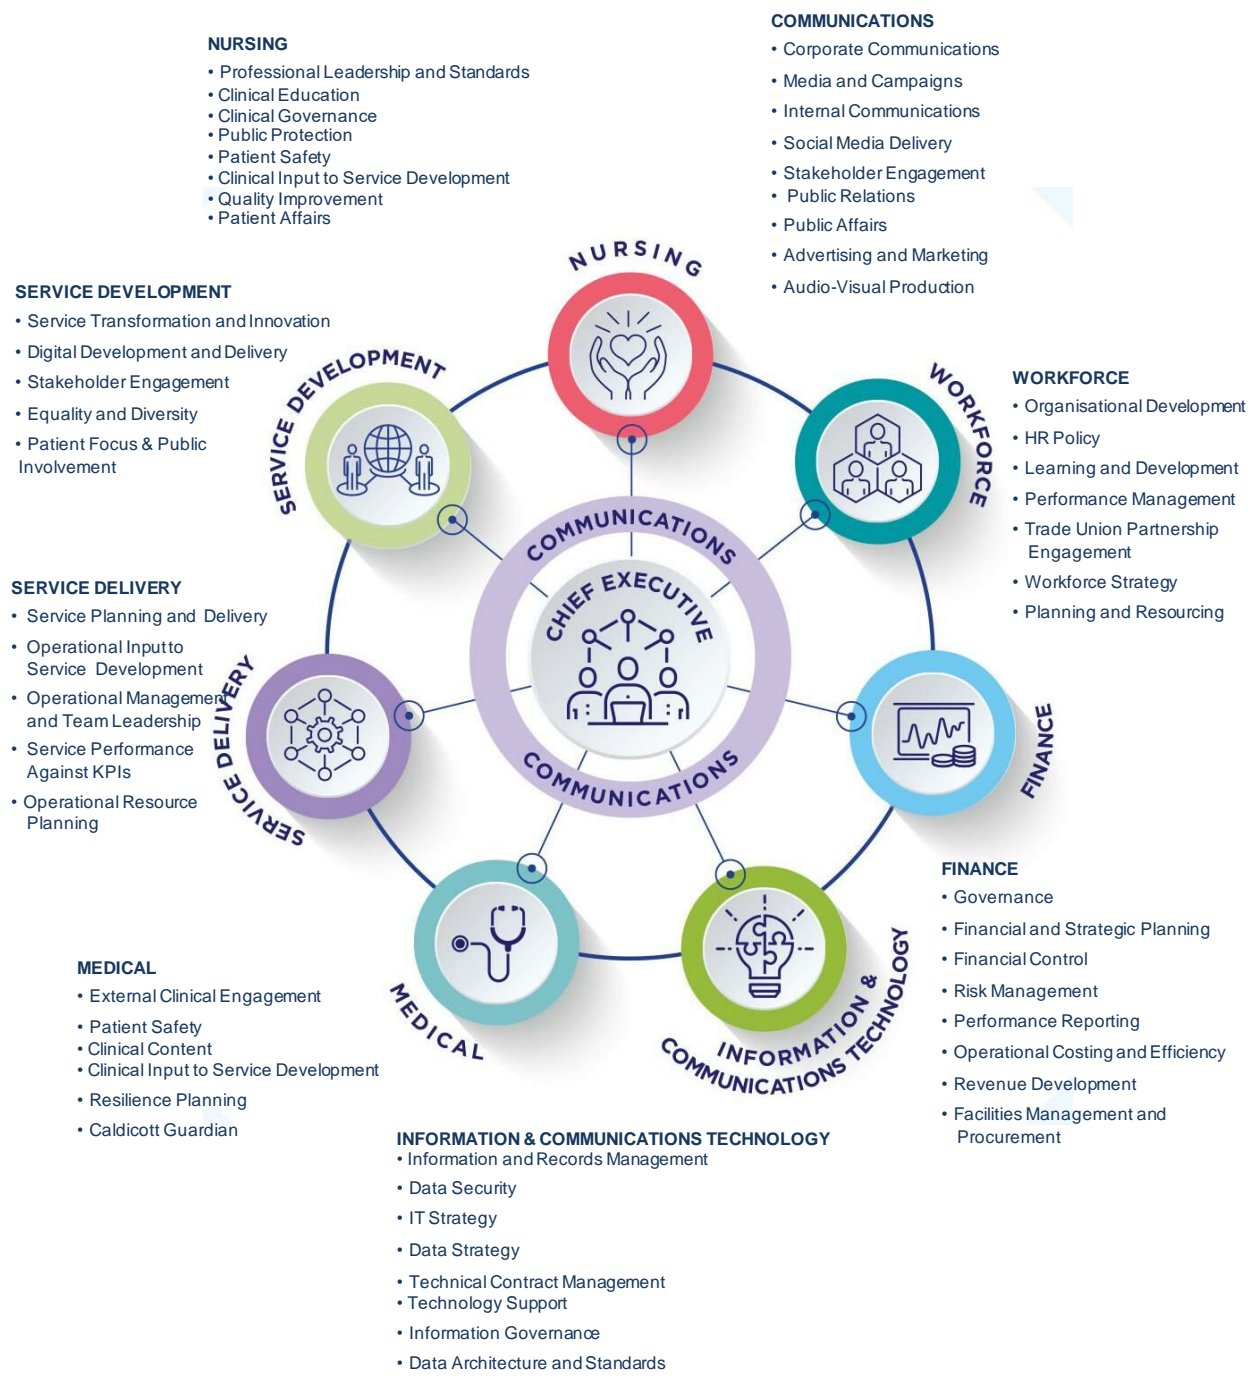 NURSING
• Professional Leadership and Standards
• Clinical Education
• Clinical Governance
• Public Protection
• Patient Safety
• Clinical Input to Service Development
• Quality Improvement
• Patient Affairs
COMMUNICATIONS
• Corporate Communications
• Media and Campaigns
• Internal Communications
• Social Media Delivery
• Stakeholder Engagement
• Public Relations
• Public Affairs
• Advertising and Marketing
• Audio-Visual Production
SERVICE DEVELOPMENT
• Service Transformation and Innovation
• Digital Development and Delivery
• Stakeholder Engagement
• Equality and Diversity
• Patient Focus & Public
Involvement
WORKFORCE
• Organisational Development
• HR Policy
• Learning and Development
• Performance Management
• Trade Union Partnership
Engagement
• Workforce Strategy
• Planning and Resourcing
SERVICE DELIVERY
• Service Planning and Delivery
• Operational Input to
Service Development
• Operational Management
and Team Leadership
• Service Performance
Against KPIs
• Operational Resource
Planning
NURSING
WORKFORCE
FINANCE
INFORMATION &
COMMUNICATIONS TECHNOLOGY
MEDICAL
SERVICE DELIVERY
SERVICE DEVELOPMENT
COMMUNICATIONS
CHIEF EXECUTIVE
COMMUNICATIONS
FINANCE
• Governance
• Financial and Strategic Planning
• Financial Control
• Risk Management
• Performance Reporting
• Operational Costing and Efficiency
• Revenue Development
• Facilities Management and
Procurement
MEDICAL
• External Clinical Engagement
• Patient Safety
• Clinical Content
• Clinical Input to Service Development
• Resilience Planning
• Caldicott Guardian
INFORMATION & COMMUNICATIONS TECHNOLOGY
• Information and Records Management
• Data Security
• IT Strategy
• Data Strategy
• Technical Contract Management
• Technology Support
• Information Governance
• Data Architecture and Standards